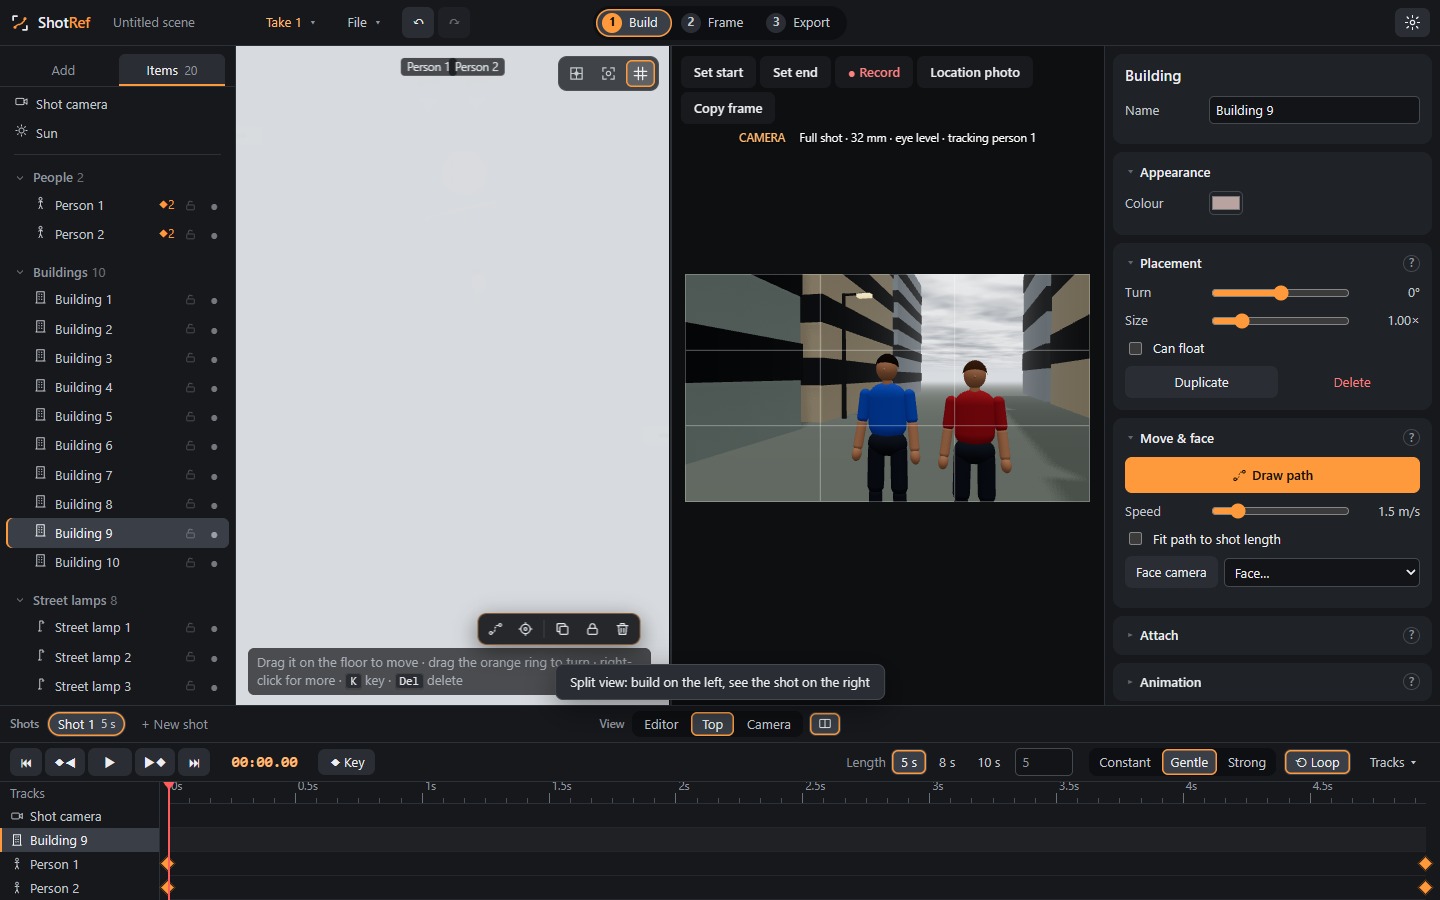 ShotRef Untitled scene Take 1 File 1 Build 2 Frame 3 Export
Add Items 20
Shot camera
Sun
People 2
Person 1 2
Person 2 2
Buildings 10
Building 1
Building 2
Building 3
Building 4
Building 5
Building 6
Building 7
Building 8
Building 9
Building 10
Street lamps 8
Street lamp 1
Street lamp 2
Street lamp 3
Person 1 Person 2
Drag it on the floor to move · drag the orange ring to turn · right-
click for more · K key · Del delete
Split view: build on the left, see the shot on the right
Set start Set end Record Location photo
Copy frame
CAMERA Full shot · 32 mm · eye level · tracking person 1
Building
Name Building 9
Appearance
Colour
Placement ?
Turn 0°
Size 1.00×
Can float
Duplicate Delete
Move & face ?
Draw path
Speed 1.5 m/s
Fit path to shot length
Face camera Face...
Attach ?
Animation ?
Shots Shot 1 5 s + New shot View Editor Top Camera
00:00.00 Key Length 5 s 8 s 10 s 5 Constant Gentle Strong Loop Tracks
Tracks 0s 0.5s 1s 1.5s 2s 2.5s 3s 3.5s 4s 4.5s
Shot camera
Building 9
Person 1
Person 2